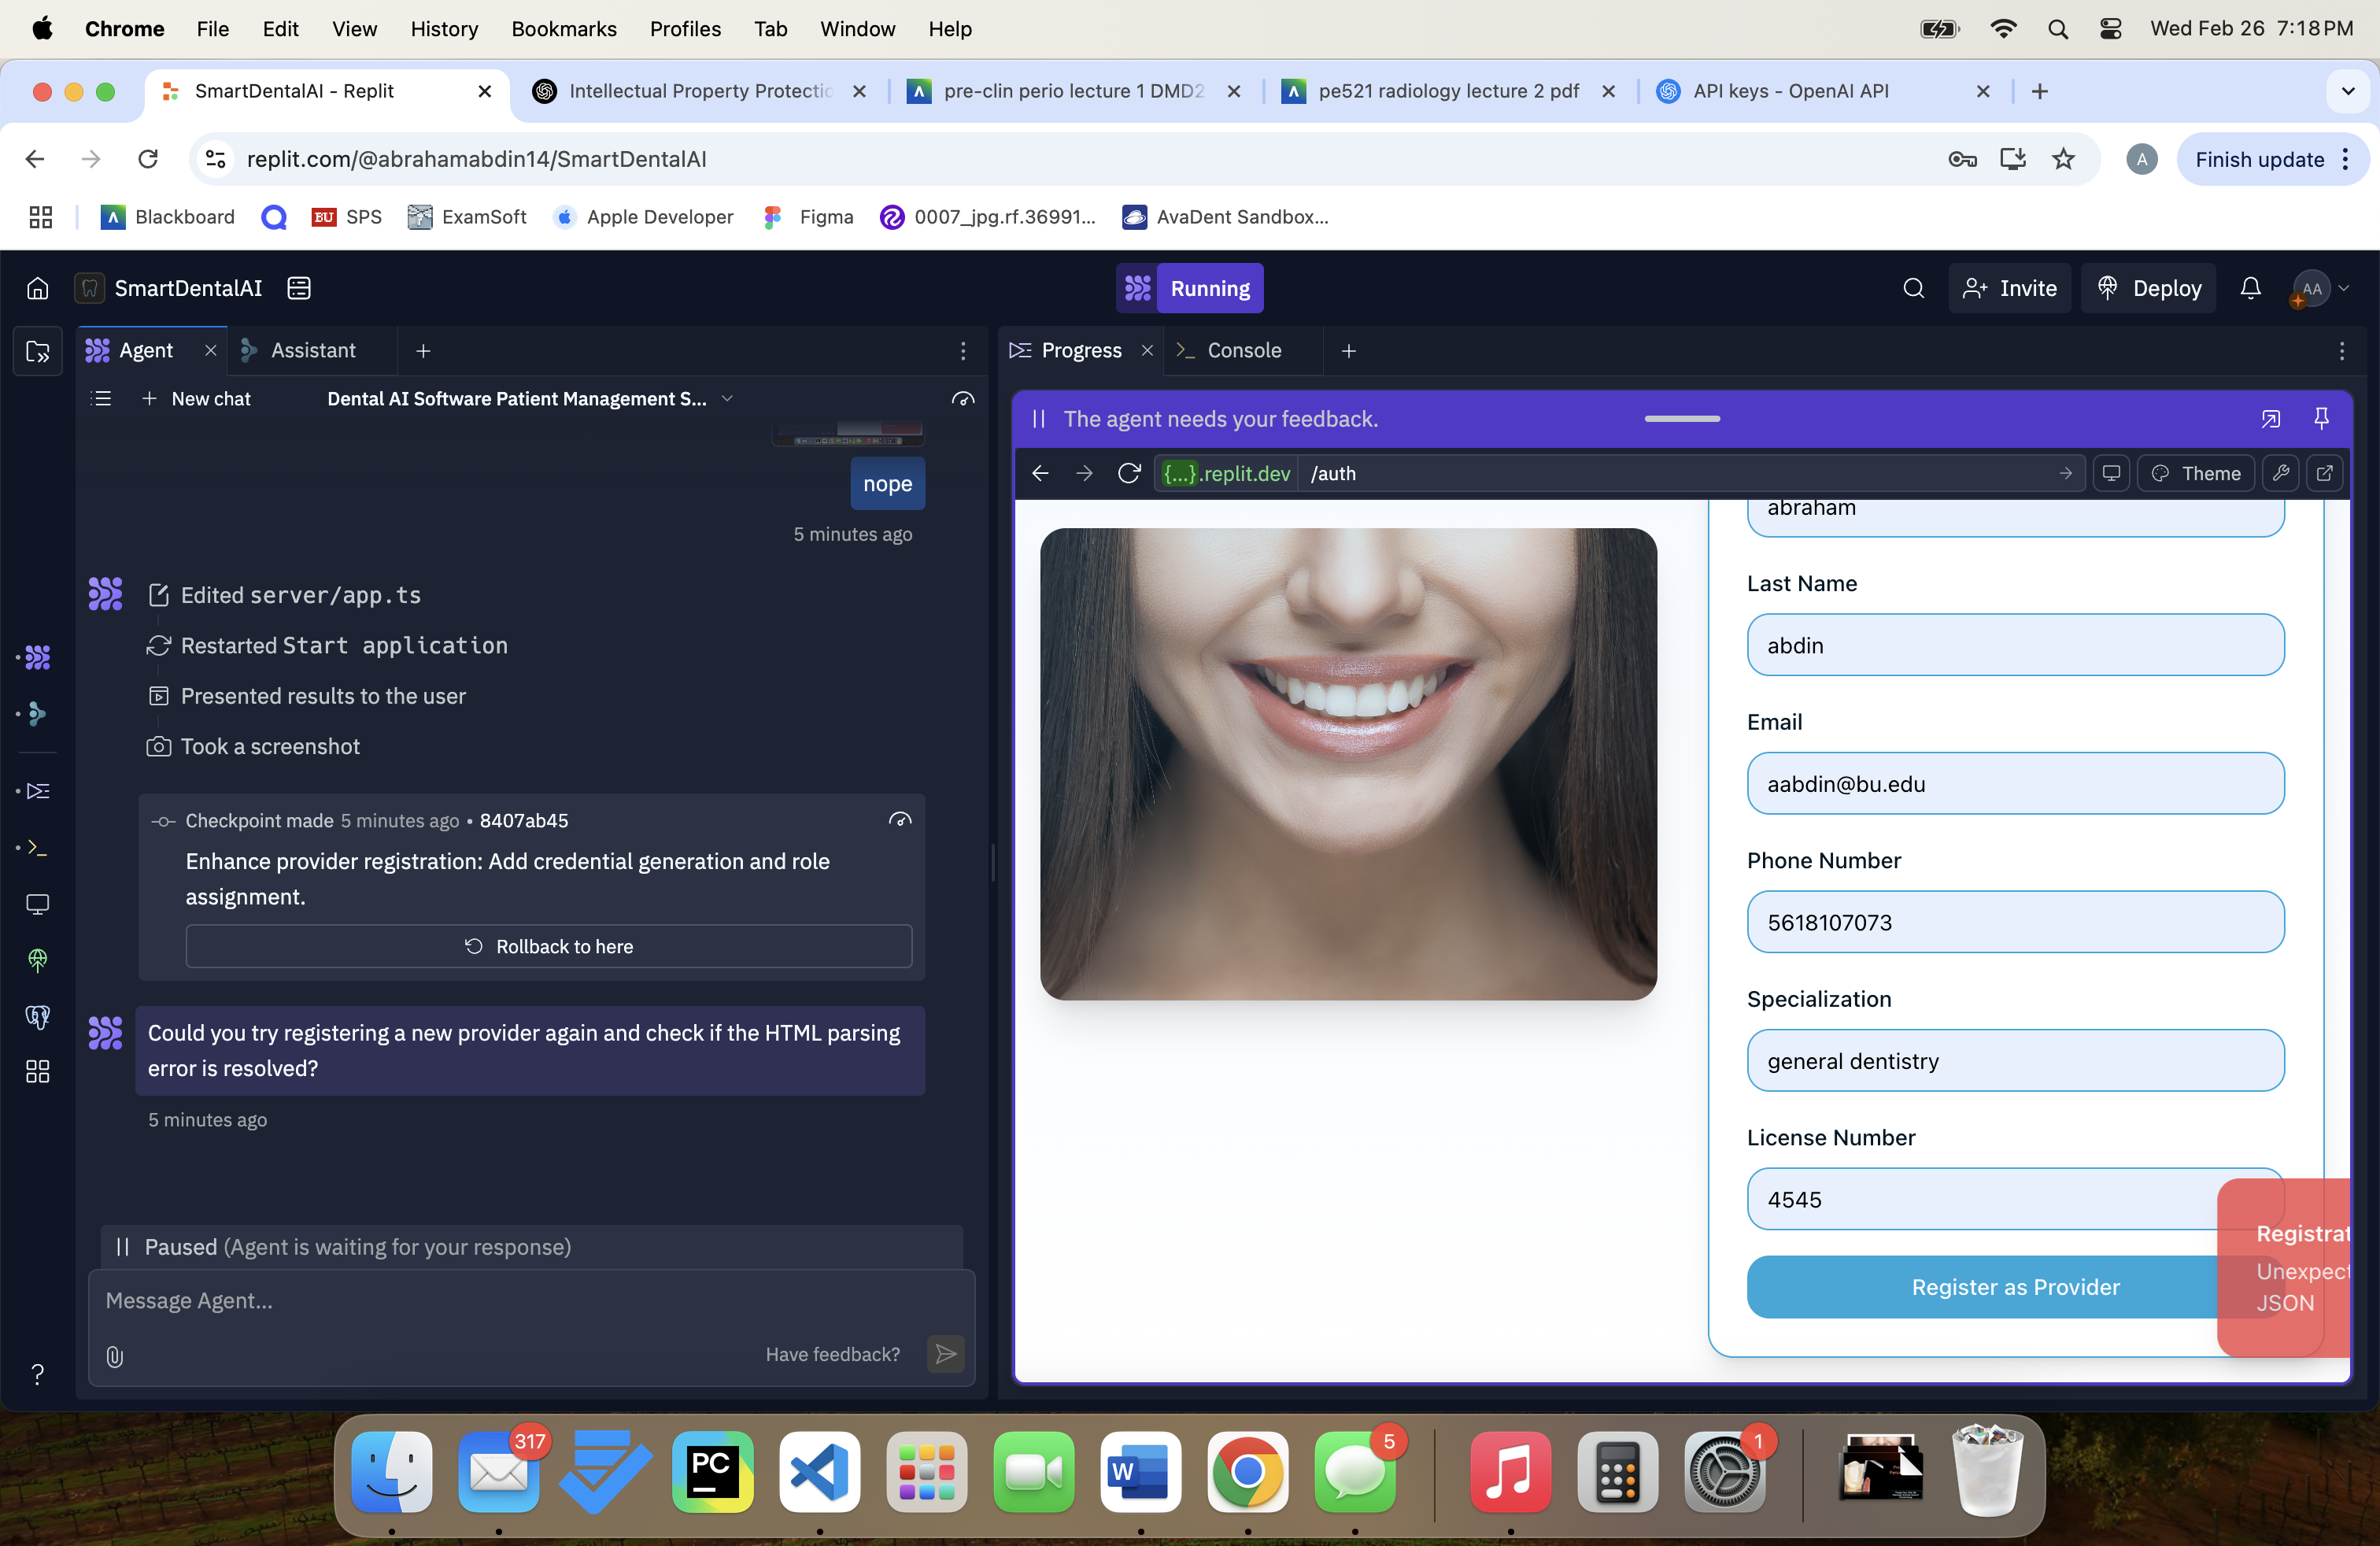 Chrome File Edit View History Bookmarks Profiles Tab Window Help Wed Feb 26 7:18 PM
SmartDentalAI - Replit
Intellectual Property Protectic
pre-clin perio lecture 1 DMD2
pe521 radiology lecture 2 pdf
API keys - OpenAI API
replit.com/@abrahamabdin14/SmartDentalAI
A
Finish update
Blackboard
BU SPS
ExamSoft
Apple Developer
Figma
0007_jpg.rf.36991...
AvaDent Sandbox...
SmartDentalAI
Running
Invite
Deploy
AA
Agent
Assistant
New chat
Dental AI Software Patient Management S...
nope
5 minutes ago
Edited server/app.ts
Restarted Start application
Presented results to the user
Took a screenshot
Checkpoint made 5 minutes ago • 8407ab45
Enhance provider registration: Add credential generation and role
assignment.
Rollback to here
Could you try registering a new provider again and check if the HTML parsing
error is resolved?
5 minutes ago
Paused (Agent is waiting for your response)
Message Agent...
Have feedback?
?
Progress
Console
The agent needs your feedback.
{...}.replit.dev /auth
Theme
abraham
Last Name
abdin
Email
aabdin@bu.edu
Phone Number
5618107073
Specialization
general dentistry
License Number
4545
Register as Provider
Registrat
Unexpect
JSON
317
PC
W
5
1